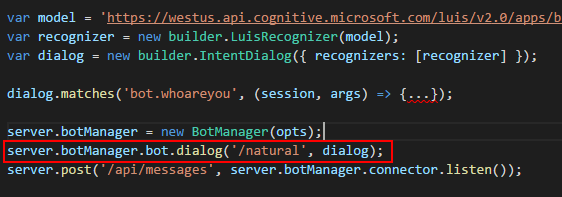 var model = 'https://westus.api.cognitive.microsoft.com/luis/v2.0/apps/b
var recognizer = new builder.LuisRecognizer(model);
var dialog = new builder.IntentDialog({ recognizers: [recognizer] });
dialog.matches('bot.whoareyou', (session, args) => {...});
server.botManager = new BotManager(opts);
server.botManager.bot.dialog('/natural', dialog);
server.post('/api/messages', server.botManager.connector.listen());